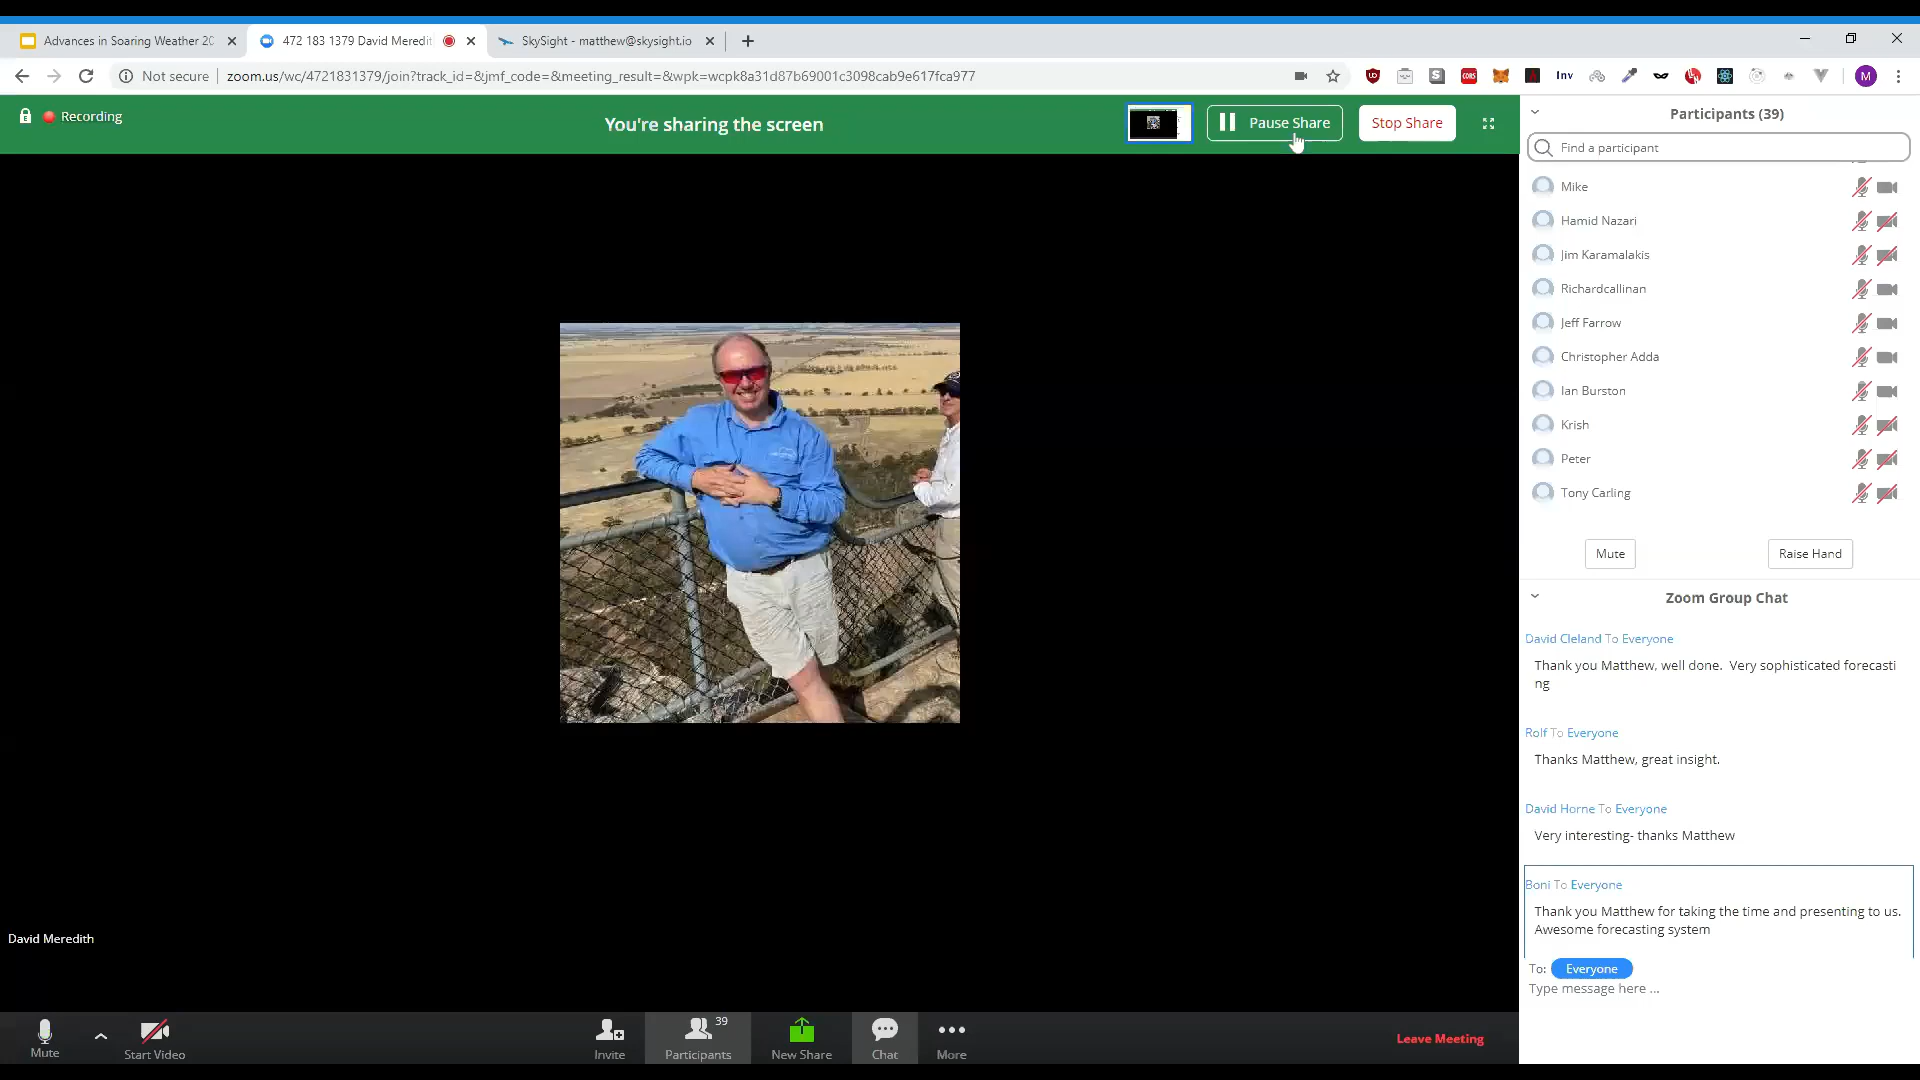 Advances in Soaring Weather 20
472 183 1379 David Meredit
SkySight - matthew@skysight.io
Not secure
zoom.us/wc/4721831379/join?track_id=&jmf_code=&meeting_result=&wpk=wcpk8a31d87b69001c3098cab9e617fca977
CORS
Inv
M
Recording
You're sharing the screen
Pause Share
Stop Share
Participants (39)
Find a participant
Mike
Hamid Nazari
Jim Karamalakis
Richardcallinan
Jeff Farrow
Christopher Adda
Ian Burston
Krish
Peter
Tony Carling
Mute
Raise Hand
Zoom Group Chat
David Cleland To Everyone
Thank you Matthew, well done. Very sophisticated forecasti
ng
Rolf To Everyone
Thanks Matthew, great insight.
David Horne To Everyone
Very interesting- thanks Matthew
Boni To Everyone
Thank you Matthew for taking the time and presenting to us.
Awesome forecasting system
To: Everyone
Type message here ...
David Meredith
Mute
Start Video
Invite
39
Participants
New Share
Chat
More
Leave Meeting